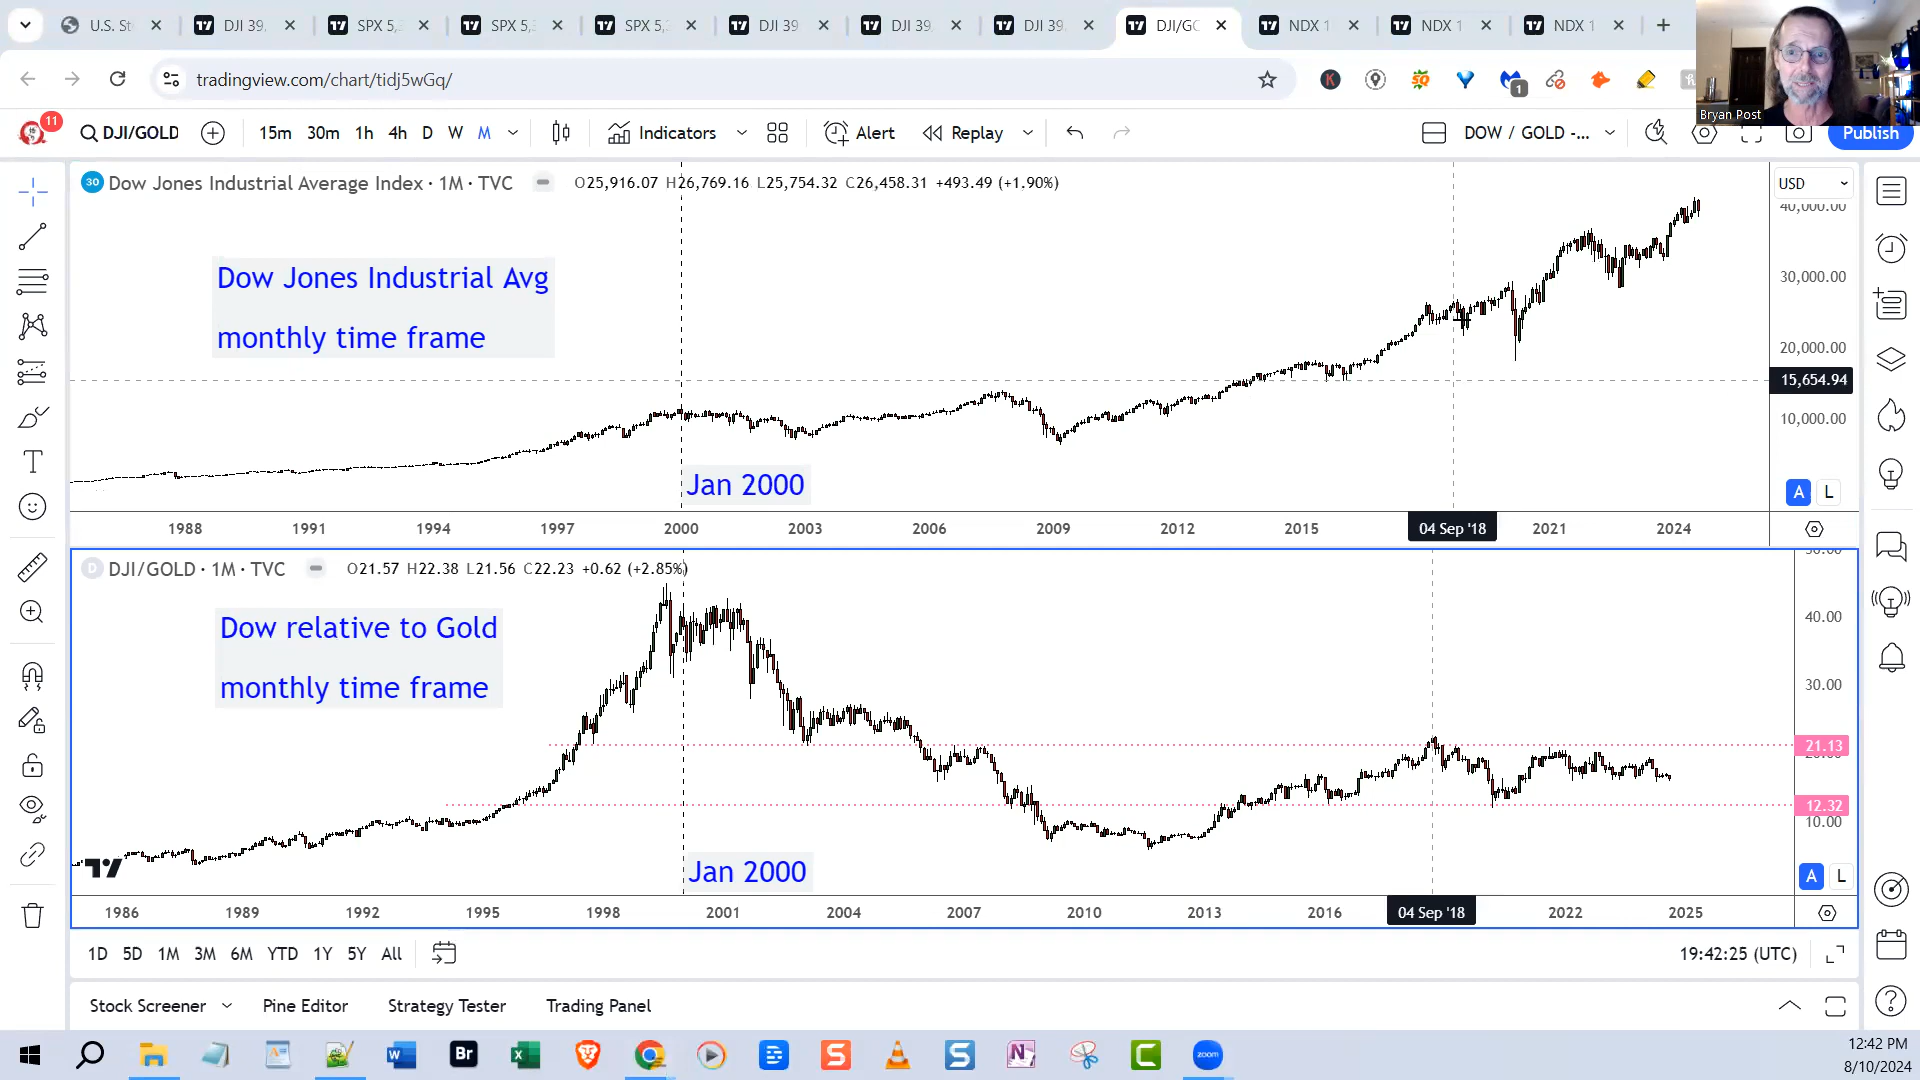 U.S. St
DJI 39,
SPX 5,
SPX 5,
SPX 5,
DJI 39
DJI 39,
DJI 39,
DJI/GO
NDX 1
NDX 1
NDX 1
tradingview.com/chart/tidj5wGq/
1
Bryan Post
11
DJI/GOLD
15m 30m 1h 4h D W M
Indicators
Alert
Replay
DOW / GOLD -...
Publish
30 Dow Jones Industrial Average Index · 1M · TVC
O25,916.07 H26,769.16 L25,754.32 C26,458.31 +493.49 (+1.90%)
USD
40,000.00
Dow Jones Industrial Avg
monthly time frame
30,000.00
20,000.00
15,654.94
10,000.00
Jan 2000
A L
1988 1991 1994 1997 2000 2003 2006 2009 2012 2015 04 Sep '18 2021 2024
D DJI/GOLD · 1M · TVC
O21.57 H22.38 L21.56 C22.23 +0.62 (+2.85%)
50.00
Dow relative to Gold
monthly time frame
40.00
30.00
21.13
20.00
12.32
10.00
Jan 2000
A L
1986 1989 1992 1995 1998 2001 2004 2007 2010 2013 2016 04 Sep '18 2022 2025
1D 5D 1M 3M 6M YTD 1Y 5Y All
19:42:25 (UTC)
Stock Screener
Pine Editor
Strategy Tester
Trading Panel
12:42 PM
8/10/2024